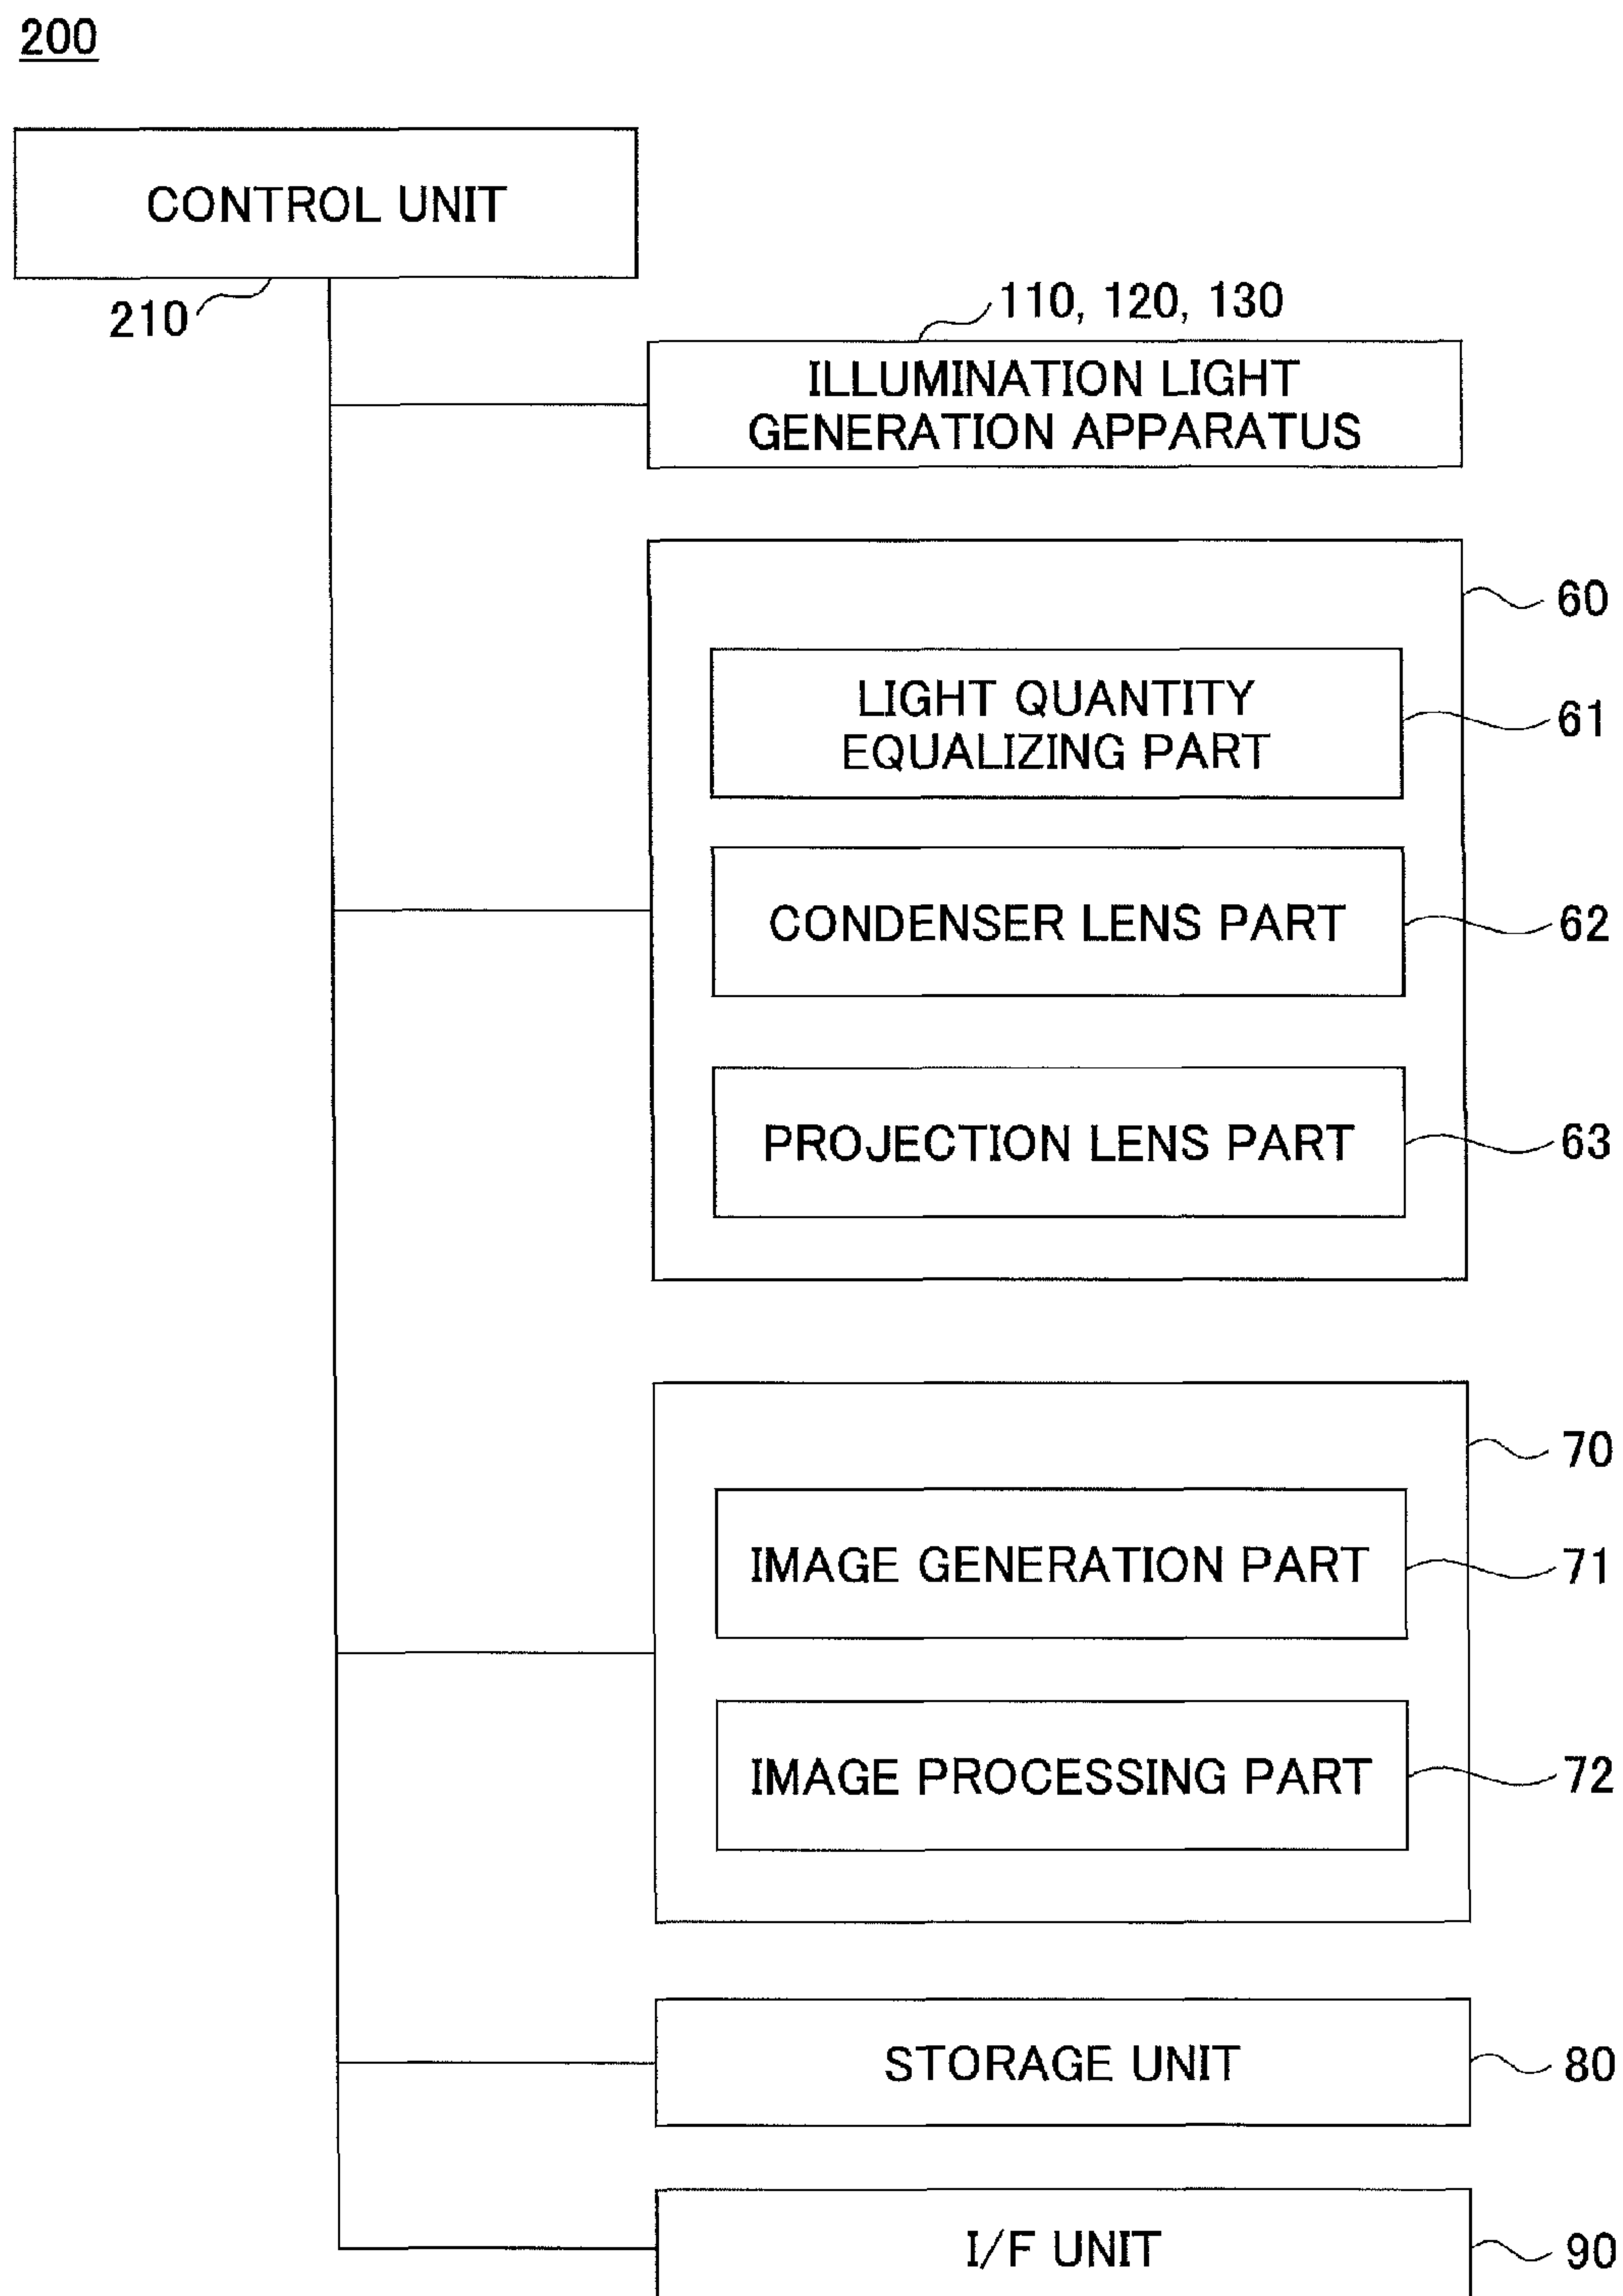 200
CONTROL UNIT
210
110, 120, 130
ILLUMINATION LIGHT
GENERATION APPARATUS
60
LIGHT QUANTITY
EQUALIZING PART
61
CONDENSER LENS PART
62
PROJECTION LENS PART
63
70
IMAGE GENERATION PART
71
IMAGE PROCESSING PART
72
STORAGE UNIT
80
I/F UNIT
90